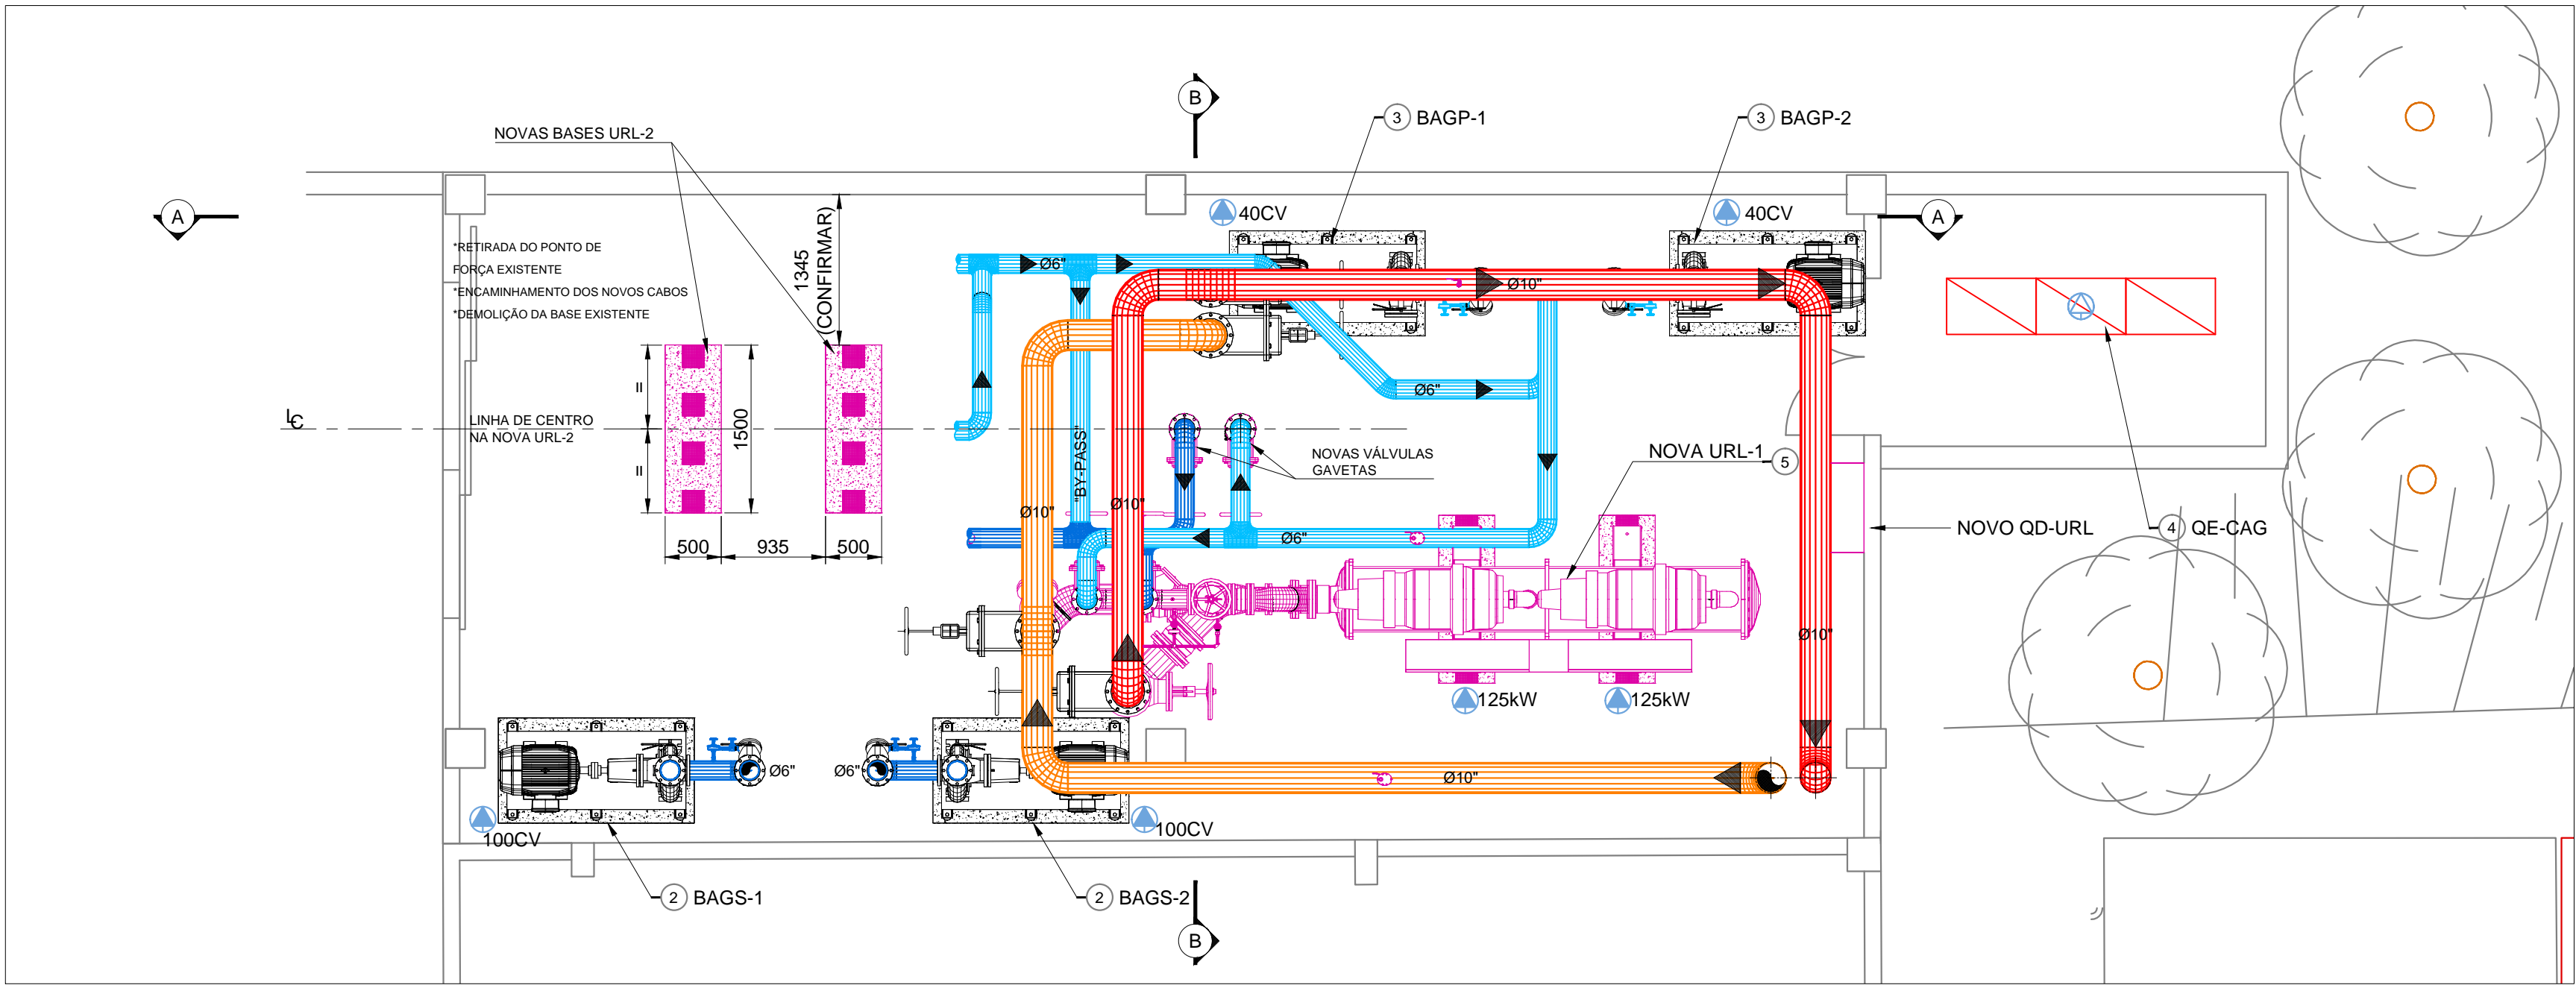 B
3 BAGP-1
3 BAGP-2
NOVAS BASES URL-2
A
40CV
40CV
A
*RETIRADA DO PONTO DE
FORÇA EXISTENTE
*ENCAMINHAMENTO DOS NOVOS CABOS
*DEMOLIÇÃO DA BASE EXISTENTE
1345
(CONFIRMAR)
Ø6"
Ø10"
Ø6"
LC
LINHA DE CENTRO
NA NOVA URL-2
=
=
1500
"BY-PASS"
NOVAS VÁLVULAS
GAVETAS
NOVA URL-1 5
Ø10"
Ø10"
500
935
500
Ø6"
NOVO QD-URL
4 QE-CAG
Ø10"
125kW
125kW
Ø6"
Ø6"
Ø10"
100CV
100CV
2 BAGS-1
2 BAGS-2
B